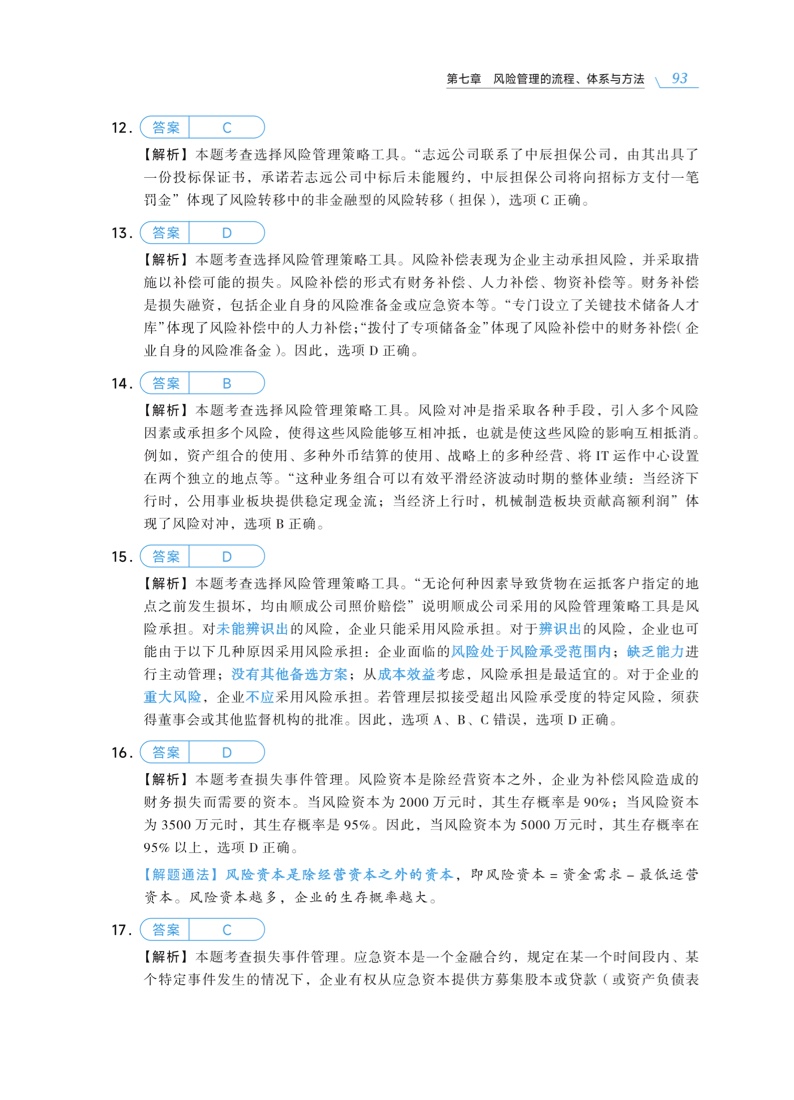 第七章 风险管理的流程、体系与方法 93
12. 答案 C
【解析】本题考查选择风险管理策略工具。“志远公司联系了中辰担保公司，由其出具了
一份投标保证书，承诺若志远公司中标后未能履约，中辰担保公司将向招标方支付一笔
罚金”体现了风险转移中的非金融型的风险转移（担保），选项 C 正确。
13. 答案 D
【解析】本题考查选择风险管理策略工具。风险补偿表现为企业主动承担风险，并采取措
施以补偿可能的损失。风险补偿的形式有财务补偿、人力补偿、物资补偿等。财务补偿
是损失融资，包括企业自身的风险准备金或应急资本等。“专门设立了关键技术储备人才
库”体现了风险补偿中的人力补偿；“拨付了专项储备金”体现了风险补偿中的财务补偿（企
业自身的风险准备金）。因此，选项 D 正确。
14. 答案 B
【解析】本题考查选择风险管理策略工具。风险对冲是指采取各种手段，引入多个风险
因素或承担多个风险，使得这些风险能够互相冲抵，也就是使这些风险的影响互相抵消。
例如，资产组合的使用、多种外币结算的使用、战略上的多种经营、将 IT 运作中心设置
在两个独立的地点等。“这种业务组合可以有效平滑经济波动时期的整体业绩：当经济下
行时，公用事业板块提供稳定现金流；当经济上行时，机械制造板块贡献高额利润”体
现了风险对冲，选项 B 正确。
15. 答案 D
【解析】本题考查选择风险管理策略工具。“无论何种因素导致货物在运抵客户指定的地
点之前发生损坏，均由顺成公司照价赔偿”说明顺成公司采用的风险管理策略工具是风
险承担。对未能辨识出的风险，企业只能采用风险承担。对于辨识出的风险，企业也可
能由于以下几种原因采用风险承担：企业面临的风险处于风险承受范围内；缺乏能力进
行主动管理；没有其他备选方案；从成本效益考虑，风险承担是最适宜的。对于企业的
重大风险，企业不应采用风险承担。若管理层拟接受超出风险承受度的特定风险，须获
得董事会或其他监督机构的批准。因此，选项 A、B、C 错误，选项 D 正确。
16. 答案 D
【解析】本题考查损失事件管理。风险资本是除经营资本之外，企业为补偿风险造成的
财务损失而需要的资本。当风险资本为 2000 万元时，其生存概率是 90%；当风险资本
为 3500 万元时，其生存概率是 95%。因此，当风险资本为 5000 万元时，其生存概率在
95% 以上，选项 D 正确。
【解题通法】风险资本是除经营资本之外的资本，即风险资本 = 资金需求 – 最低运营
资本。风险资本越多，企业的生存概率越大。
17. 答案 C
【解析】本题考查损失事件管理。应急资本是一个金融合约，规定在某一个时间段内、某
个特定事件发生的情况下，企业有权从应急资本提供方募集股本或贷款（或资产负债表